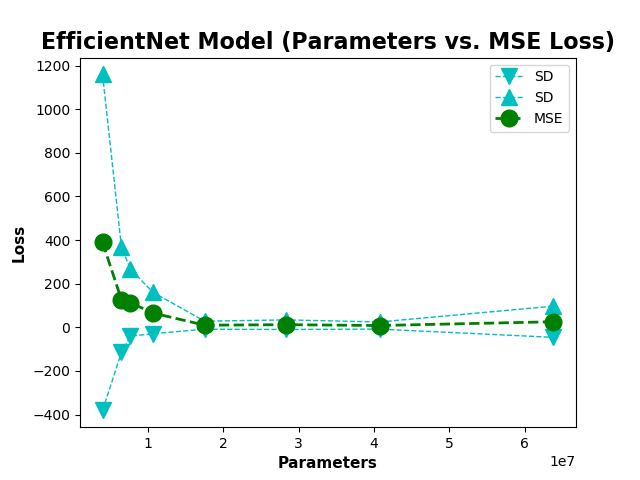 EfficientNet Model (Parameters vs. MSE Loss)
SD
SD
MSE
Loss
1200
1000
800
600
400
200
0
−200
−400
1 2 3 4 5 6
1e7
Parameters